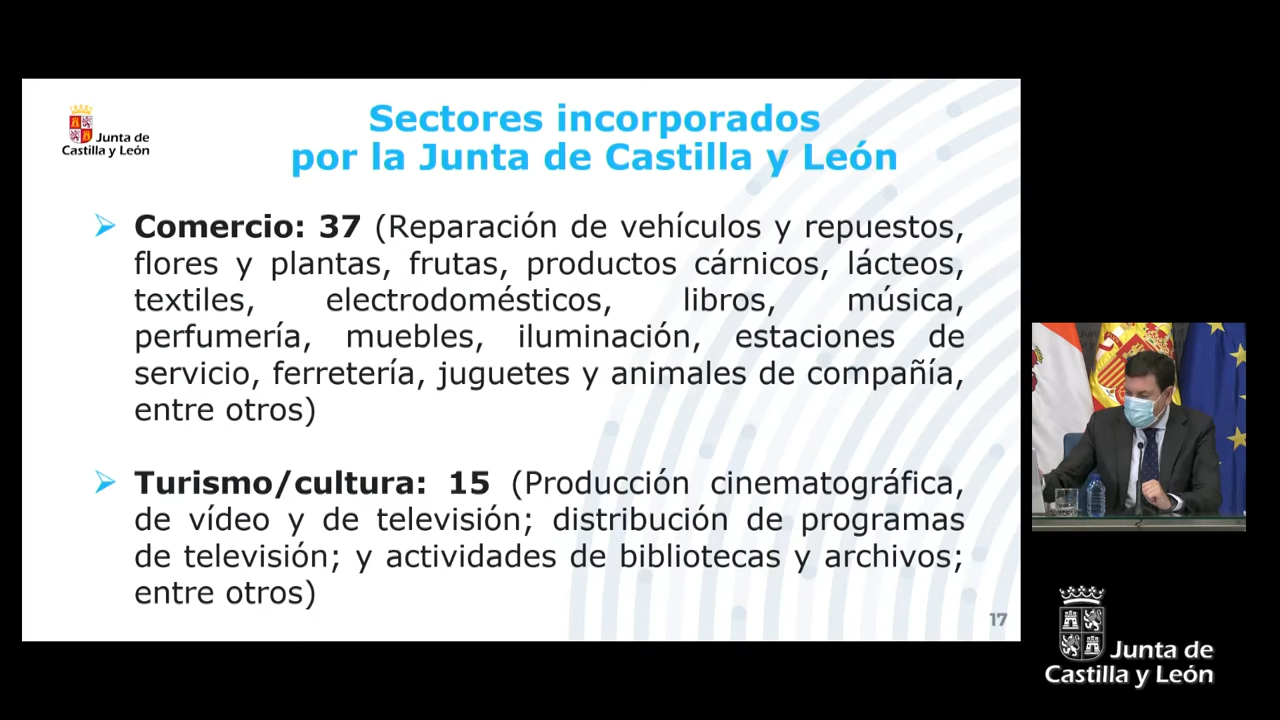 Junta de
Castilla y León
Sectores incorporados
por la Junta de Castilla y León
Comercio: 37 (Reparación de vehículos y repuestos,
flores y plantas, frutas, productos cárnicos, lácteos,
textiles, electrodomésticos, libros, música,
perfumería, muebles, iluminación, estaciones de
servicio, ferretería, juguetes y animales de compañía,
entre otros)
Turismo/cultura: 15 (Producción cinematográfica,
de vídeo y de televisión; distribución de programas
de televisión; y actividades de bibliotecas y archivos;
entre otros)
17
Junta de
Castilla y León